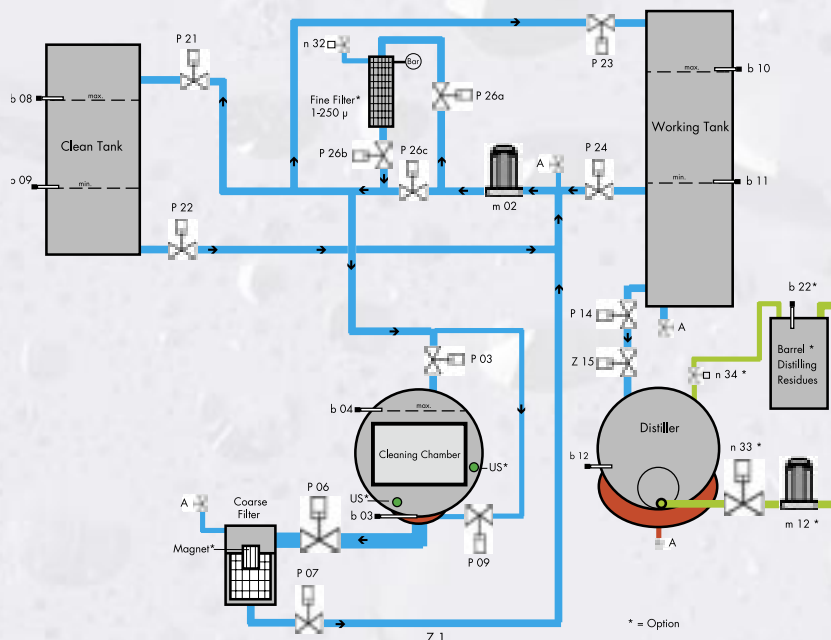 P 21
n 32
Bar
P 23
max.
b 10
b 08
max.
Fine Filter*
1-250 µ
P 26a
Clean Tank
Working Tank
P 26b
P 26c
A
P 24
b 09
min.
min.
b 11
m 02
P 22
b 22*
P 14
A
Barrel *
Distilling
Residues
P 03
Z 15
n 34 *
b 04
max.
Distiller
Cleaning Chamber
n 33 *
b 12
US*
P 06
US*
A
Coarse
Filter
b 03
m 12 *
Magnet*
A
P 09
P 07
* = Option
Z 1